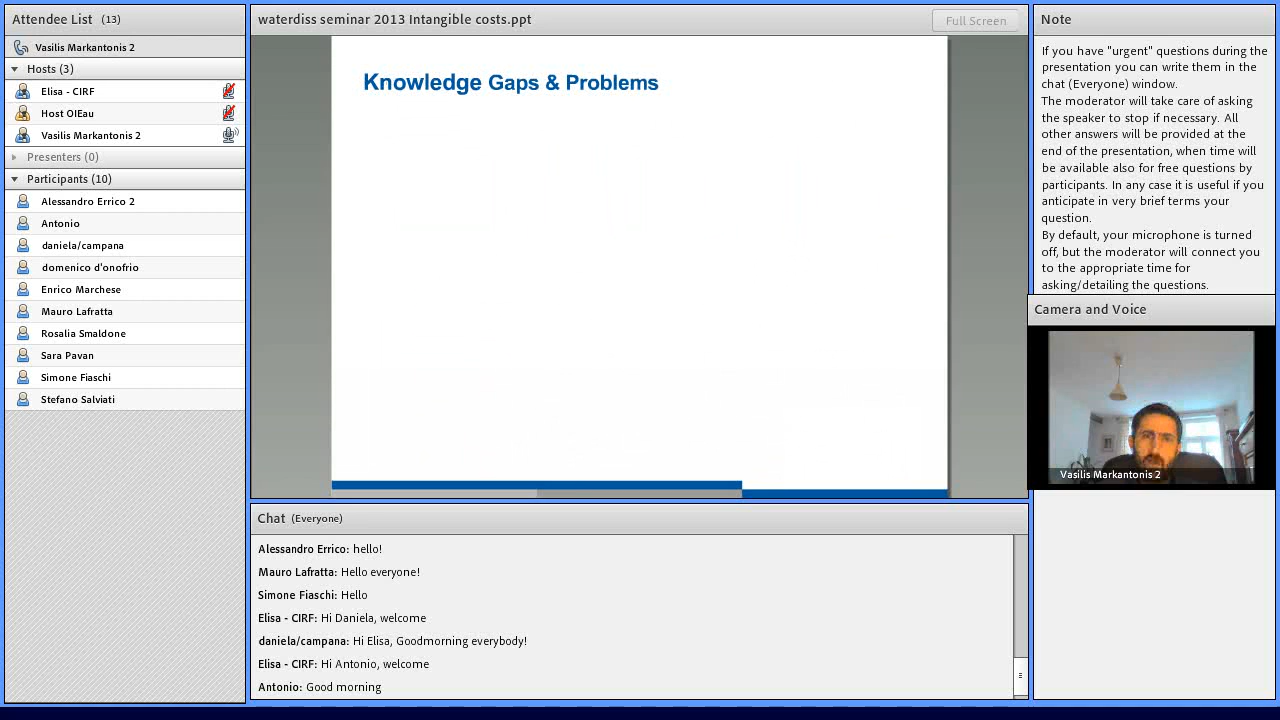 Attendee List (13)
Vasilis Markantonis 2
Hosts (3)
Elisa - CIRF
Host OIEau
Vasilis Markantonis 2
Presenters (0)
Participants (10)
Alessandro Errico 2
Antonio
daniela/campana
domenico d'onofrio
Enrico Marchese
Mauro Lafratta
Rosalia Smaldone
Sara Pavan
Simone Fiaschi
Stefano Salviati
waterdiss seminar 2013 Intangible costs.ppt
Full Screen
Knowledge Gaps & Problems
Chat (Everyone)
Alessandro Errico: hello!
Mauro Lafratta: Hello everyone!
Simone Fiaschi: Hello
Elisa - CIRF: Hi Daniela, welcome
daniela/campana: Hi Elisa, Goodmorning everybody!
Elisa - CIRF: Hi Antonio, welcome
Antonio: Good morning
Note
If you have "urgent" questions during the
presentation you can write them in the
chat (Everyone) window.
The moderator will take care of asking
the speaker to stop if necessary. All
other answers will be provided at the
end of the presentation, when time will
be available also for free questions by
participants. In any case it is useful if you
anticipate in very brief terms your
question.
By default, your microphone is turned
off, but the moderator will connect you
to the appropriate time for
asking/detailing the questions.
Camera and Voice
Vasilis Markantonis 2